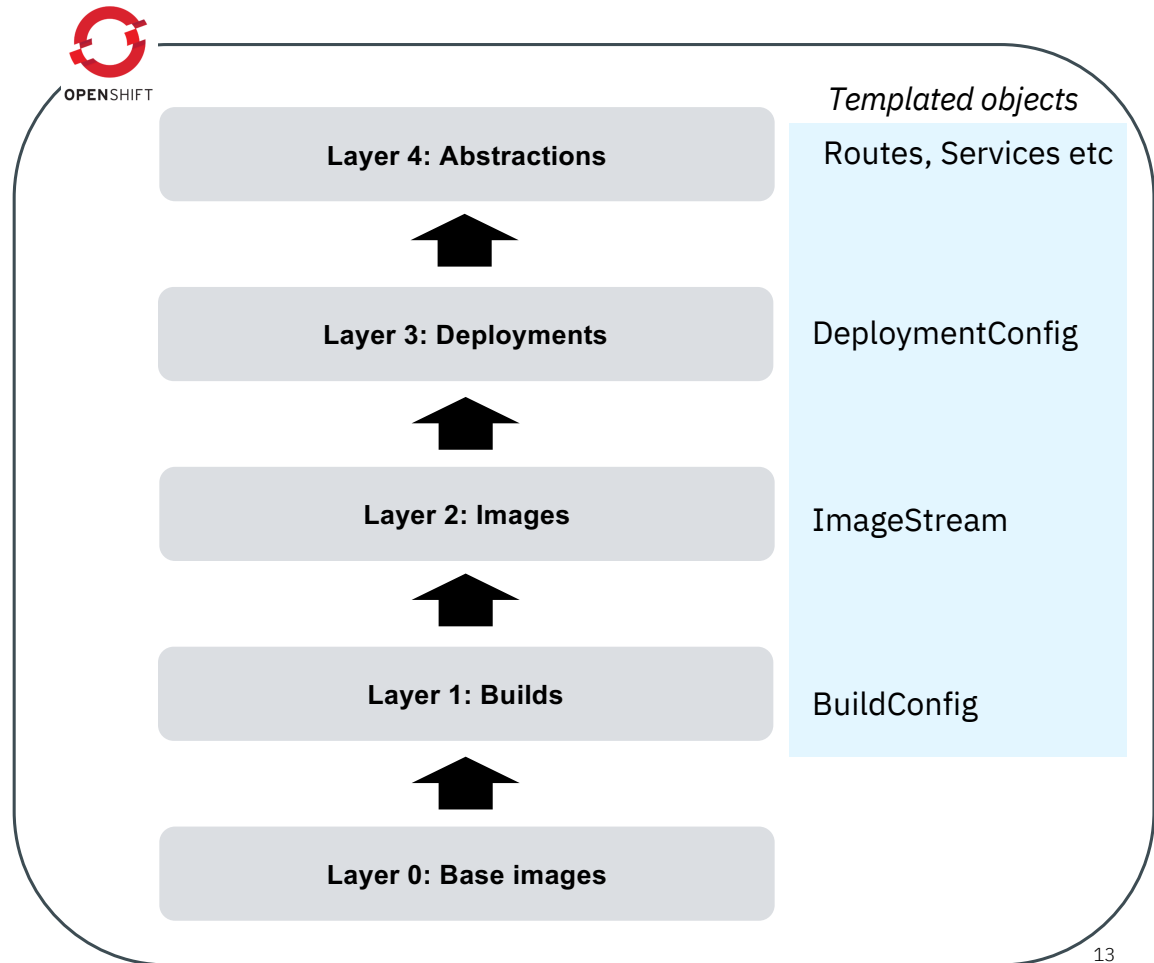 OPENSHIFT
Templated objects
Layer 4: Abstractions
Routes, Services etc
Layer 3: Deployments
DeploymentConfig
Layer 2: Images
ImageStream
Layer 1: Builds
BuildConfig
Layer 0: Base images
13